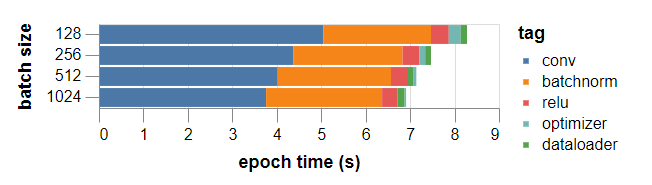 batch size
128
256
512
1024
0 1 2 3 4 5 6 7 8 9
epoch time (s)
tag
conv
batchnorm
relu
optimizer
dataloader